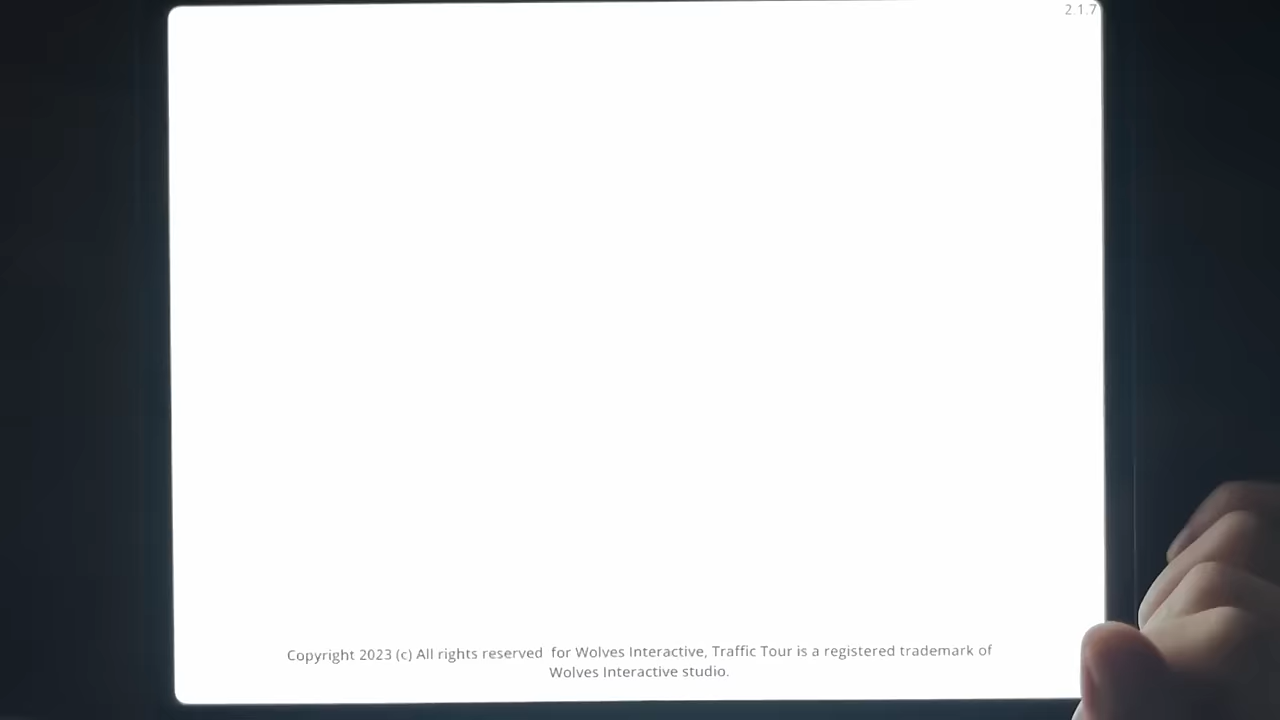 2.1.7
Copyright 2023 (c) All rights reserved  for Wolves Interactive, Traffic Tour is a registered trademark of
Wolves Interactive studio.